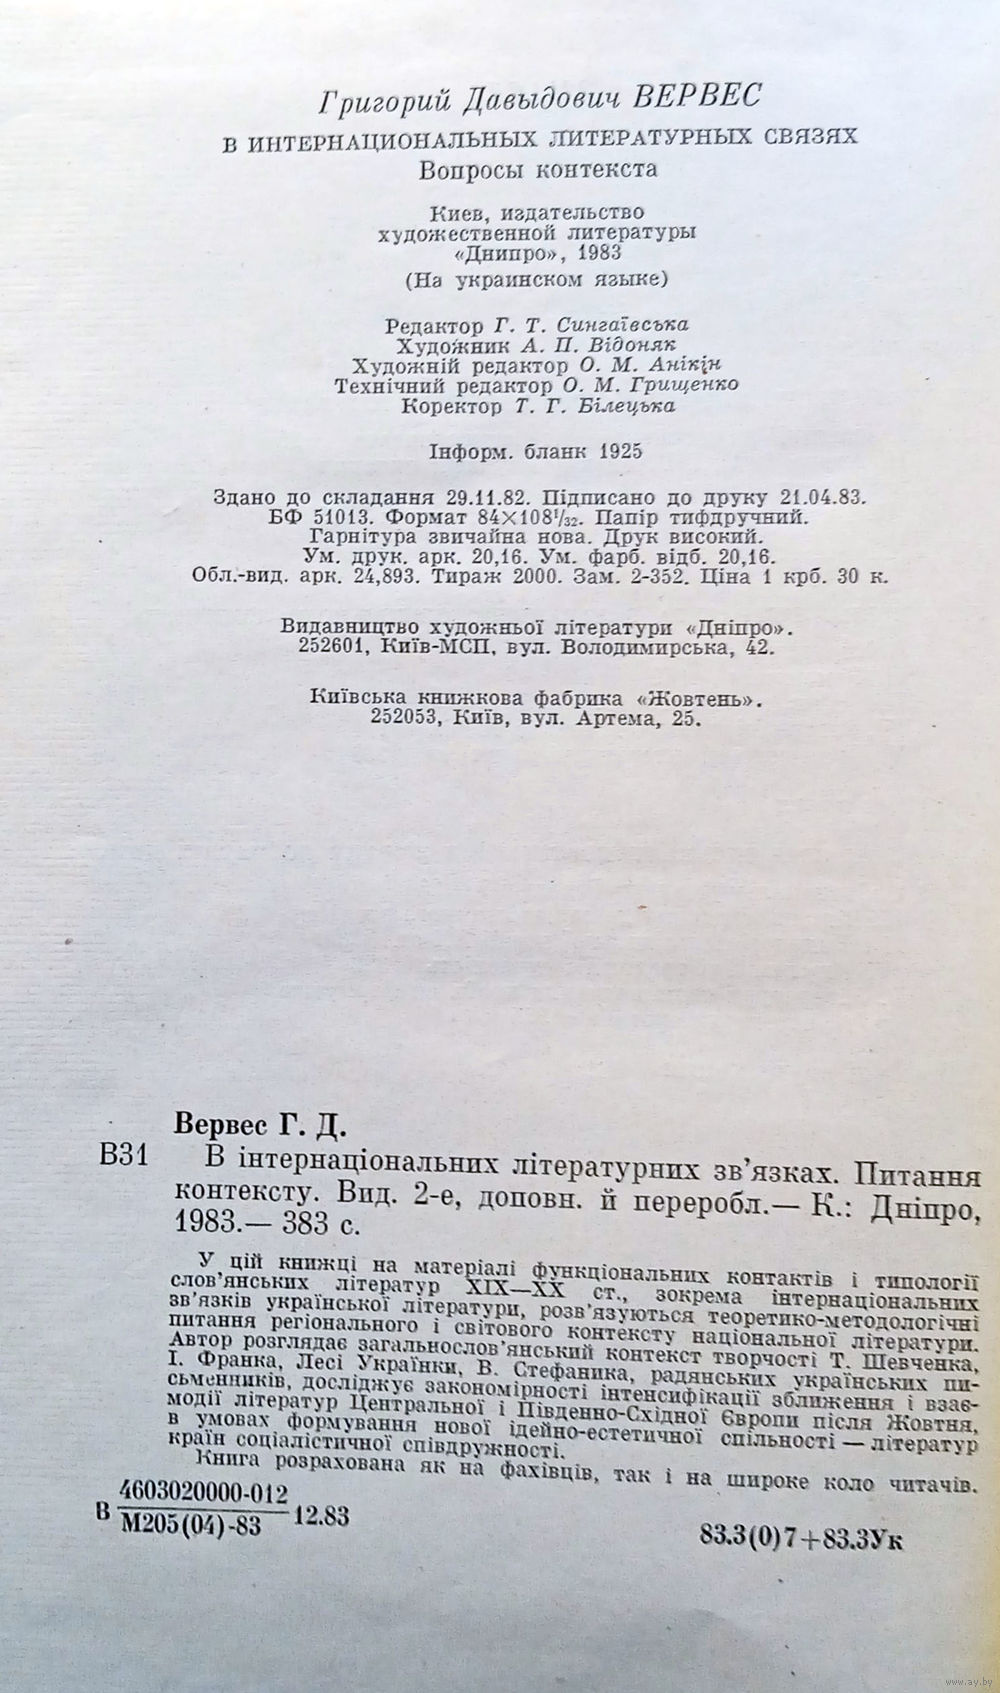 Григорий Давыдович ВЕРВЕС
В ИНТЕРНАЦИОНАЛЬНЫХ ЛИТЕРАТУРНЫХ СВЯЗЯХ
Вопросы контекста
Киев, издательство
художественной литературы
«Днипро», 1983
(На украинском языке)
Редактор Г. Т. Сингаївська
Художник А. П. Відоняк
Художній редактор О. М. Анікін
Технічний редактор О. М. Грищенко
Коректор Т. Г. Білецька
Інформ. бланк 1925
Здано до складання 29.11.82. Підписано до друку 21.04.83.
БФ 51013. Формат 84×108¹/₃₂. Папір тифдручний.
Гарнітура звичайна нова. Друк високий.
Ум. друк. арк. 20,16. Ум. фарб. відб. 20,16.
Обл.-вид. арк. 24,893. Тираж 2000. Зам. 2-352. Ціна 1 крб. 30 к.
Видавництво художньої літератури «Дніпро».
252601, Київ-МСП, вул. Володимирська, 42.
Київська книжкова фабрика «Жовтень».
252053, Київ, вул. Артема, 25.
Вервес Г. Д.
В31 В інтернаціональних літературних зв’язках. Питання
контексту. Вид. 2-е, доповн. й переробл.— К.: Дніпро,
1983.— 383 с.
У цій книжці на матеріалі функціональних контактів і типології
слов’янських літератур XIX—XX ст., зокрема інтернаціональних
зв’язків української літератури, розв’язуються теоретико-методологічні
питання регіонального і світового контексту національної літератури.
Автор розглядає загальнослов’янський контекст творчості Т. Шевченка,
І. Франка, Лесі Українки, В. Стефаника, радянських українських пи-
сьменників, досліджує закономірності інтенсифікації зближення і взає-
модії літератур Центральної і Південно-Східної Європи після Жовтня,
в умовах формування нової ідейно-естетичної спільності — літератур
країн соціалістичної співдружності.
Книга розрахована як на фахівців, так і на широке коло читачів.
4603020000-012
В 12.83
М205(04)-83
83.3(0)7+83.3Ук
www.ay.by